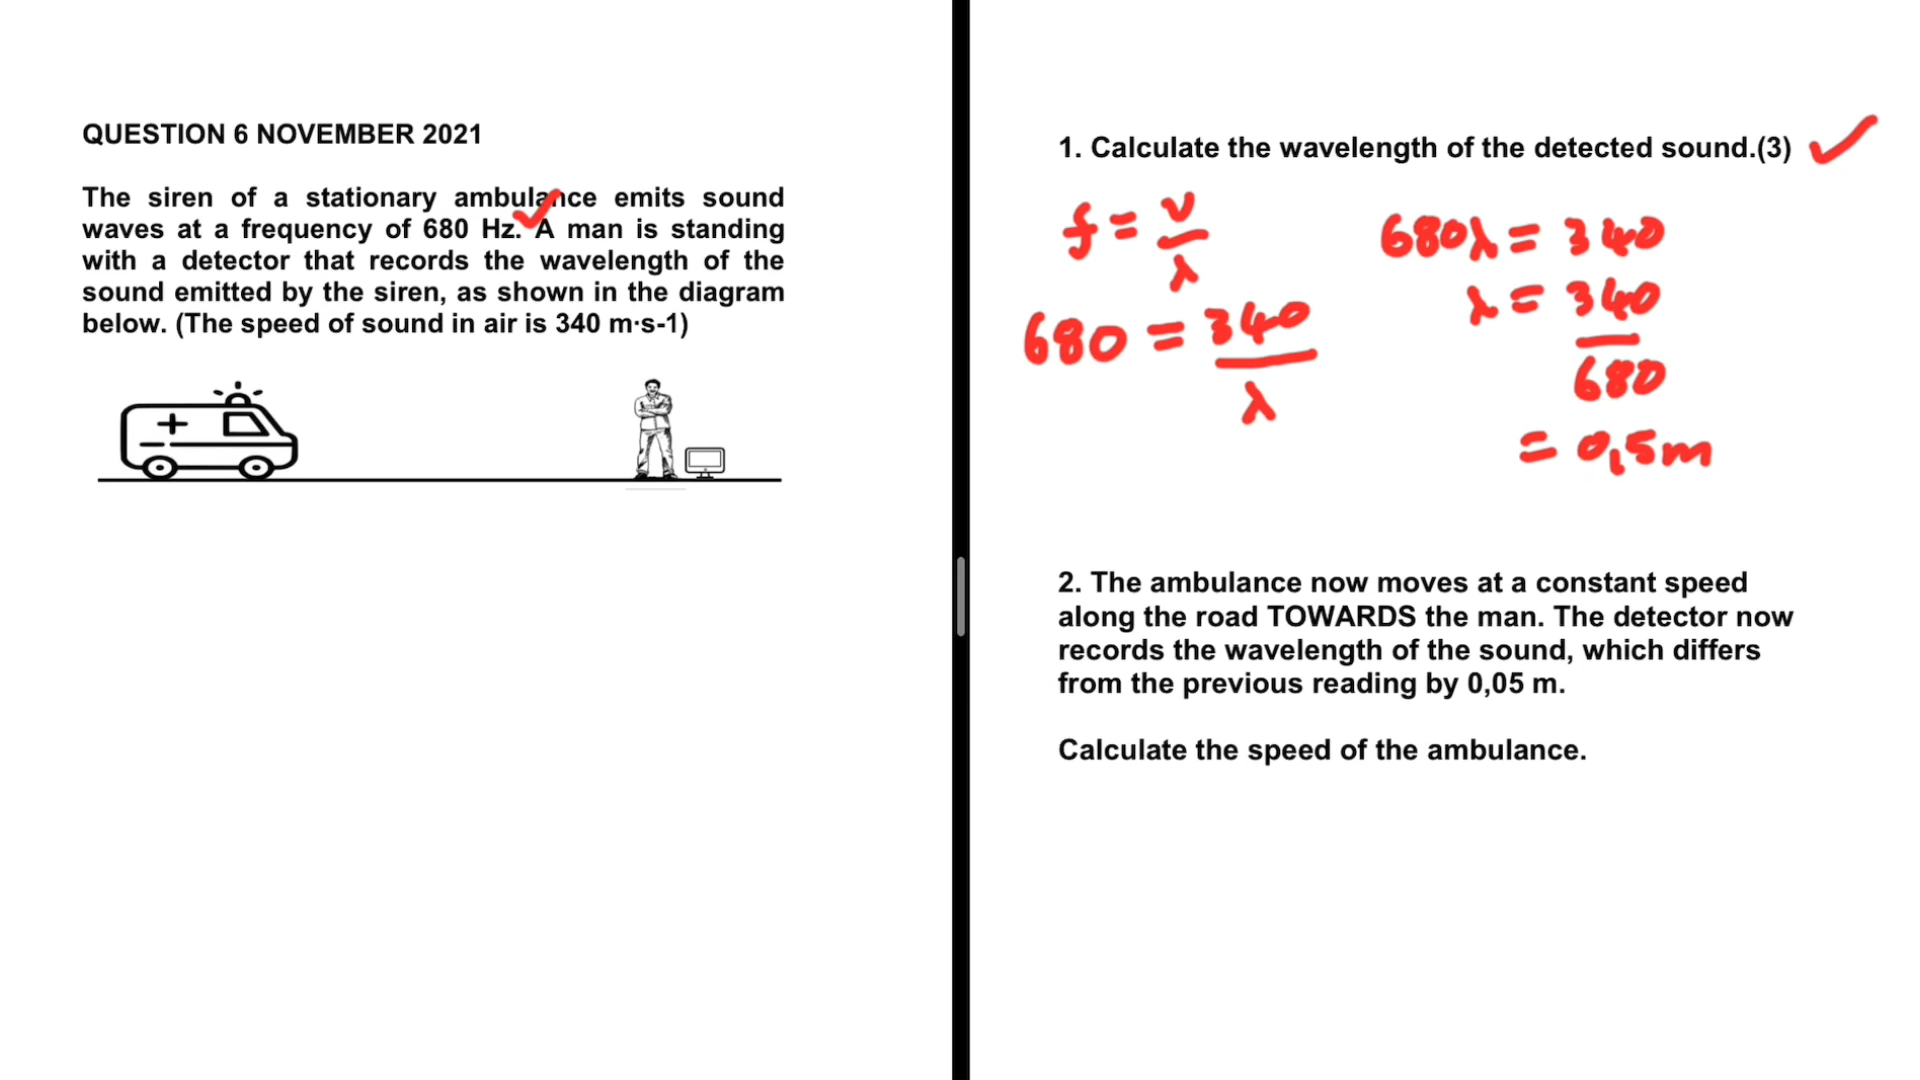 QUESTION 6 NOVEMBER 2021
The siren of a stationary ambulance emits sound
waves at a frequency of 680 Hz. A man is standing
with a detector that records the wavelength of the
sound emitted by the siren, as shown in the diagram
below. (The speed of sound in air is 340 m·s-1)
1. Calculate the wavelength of the detected sound.(3)
f = v/λ
680 = 340/λ
680λ = 340
λ = 340/680
= 0,5m
2. The ambulance now moves at a constant speed
along the road TOWARDS the man. The detector now
records the wavelength of the sound, which differs
from the previous reading by 0,05 m.
Calculate the speed of the ambulance.